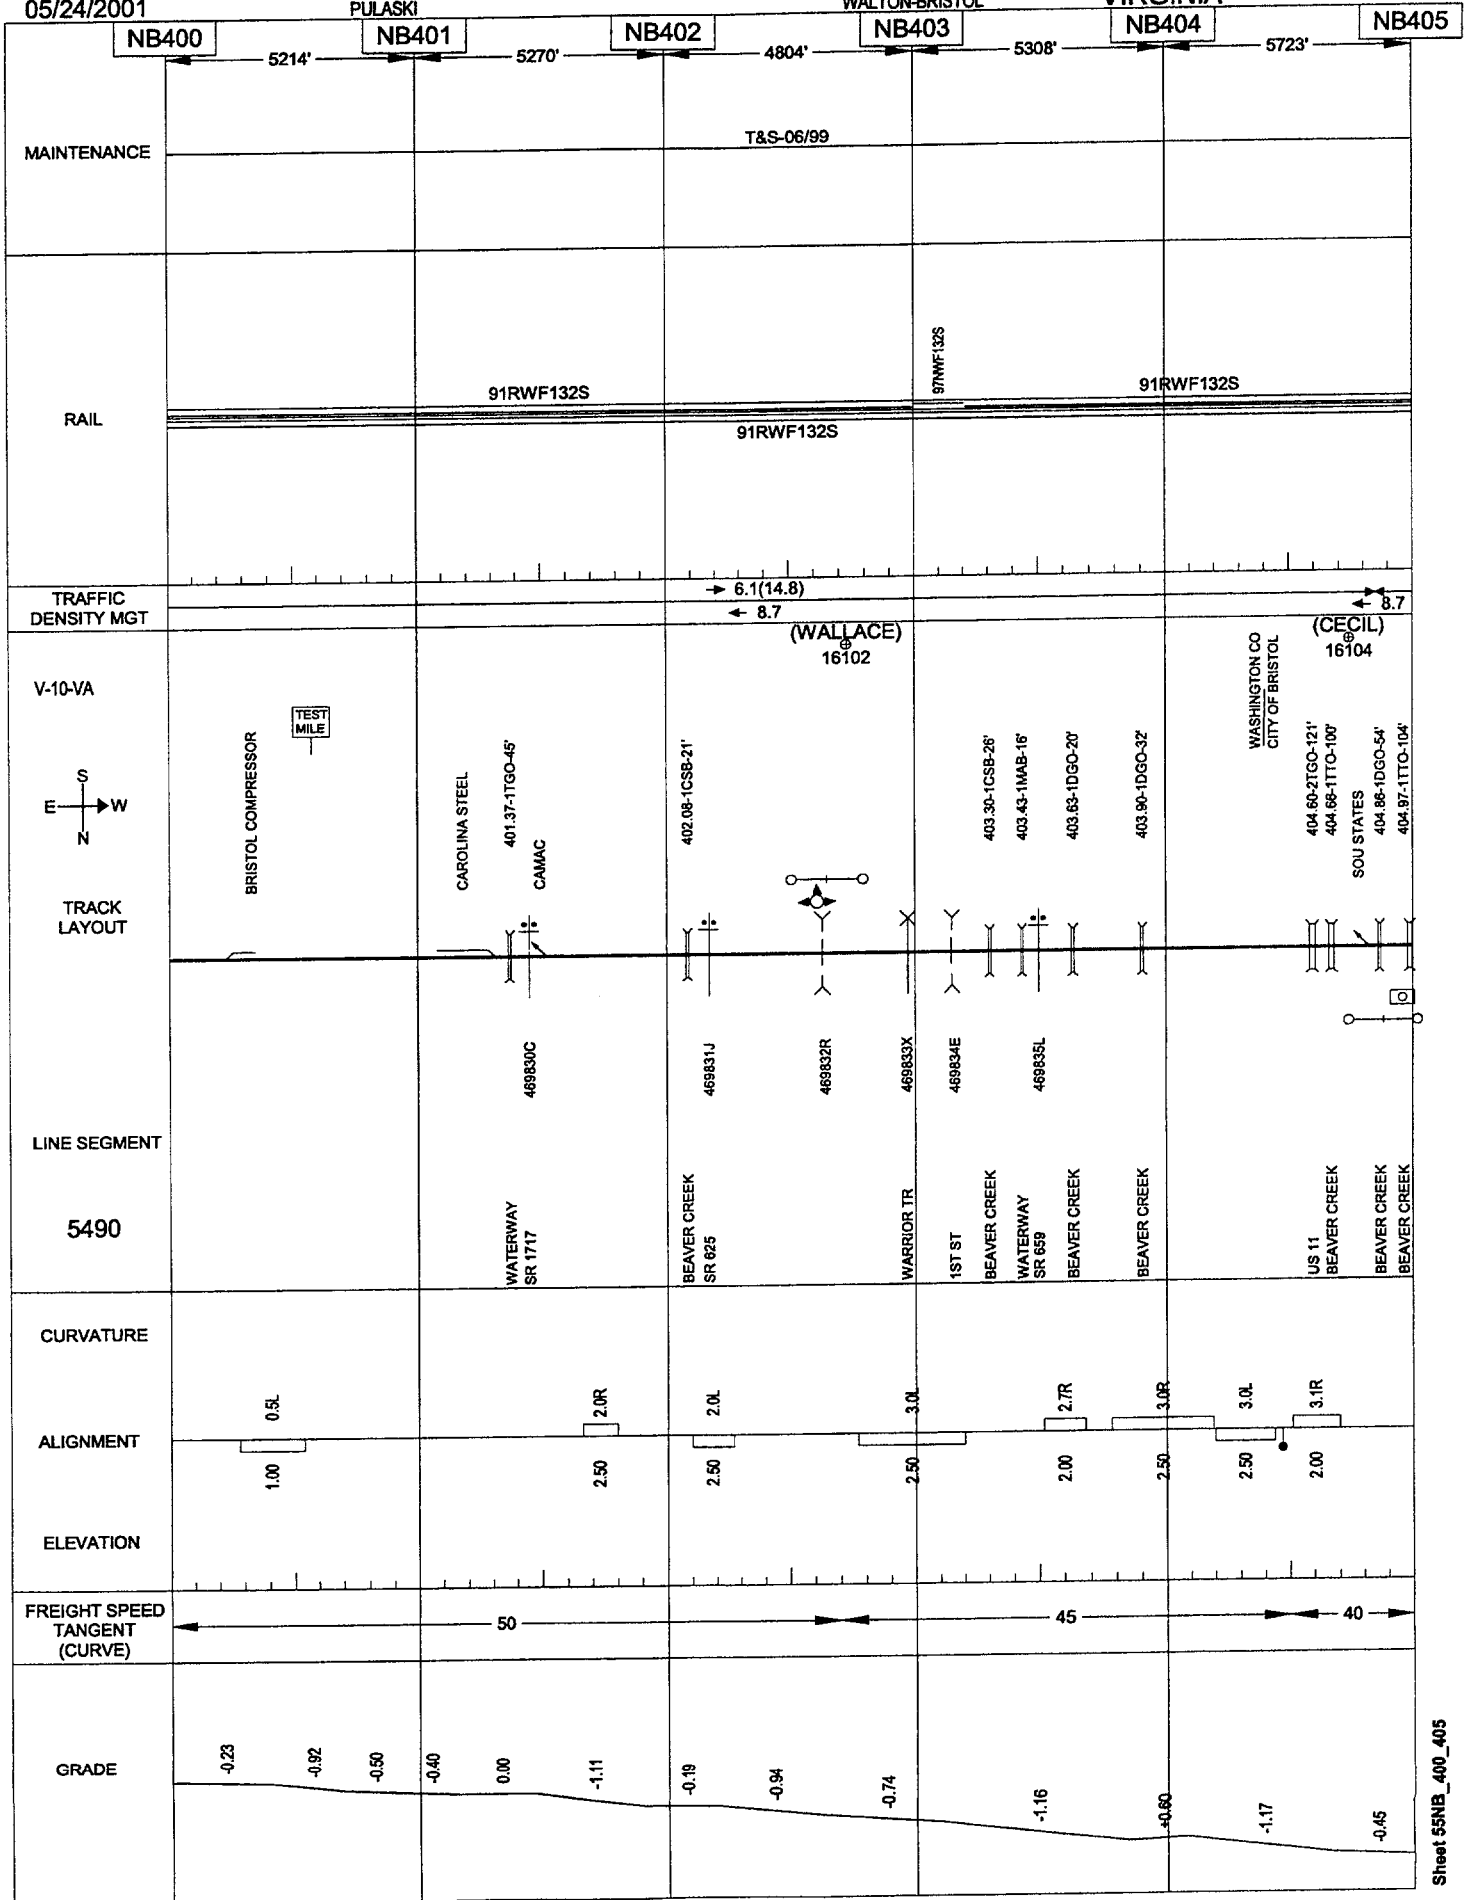 05/24/2001
PULASKI
WALTON-BRISTOL
VIRGINIA
NB400
NB401
NB402
NB403
NB404
NB405
5214'
5270'
4804'
5308'
5723'
MAINTENANCE
T&S-06/99
RAIL
91RWF132S
91RWF132S
97NWF132S
91RWF132S
TRAFFIC
DENSITY MGT
6.1(14.8)
8.7
8.7
V-10-VA
(WALLACE)
16102
(CECIL)
16104
WASHINGTON CO
CITY OF BRISTOL
TEST
MILE
S
E
W
N
TRACK
LAYOUT
BRISTOL COMPRESSOR
CAROLINA STEEL
401.37-1TGO-45'
CAMAC
402.08-1CSB-21'
403.30-1CSB-26'
403.43-1MAB-16'
403.63-1DGO-20'
403.90-1DGO-32'
404.60-2TGO-121'
404.68-1TTO-100'
SOU STATES
404.86-1DGO-54'
404.97-1TTO-104'
469830C
469831J
469832R
469833X
469834E
469835L
LINE SEGMENT
5490
WATERWAY
SR 1717
BEAVER CREEK
SR 625
WARRIOR TR
1ST ST
BEAVER CREEK
WATERWAY
SR 659
BEAVER CREEK
BEAVER CREEK
US 11
BEAVER CREEK
BEAVER CREEK
BEAVER CREEK
CURVATURE
0.5L
2.0R
2.0L
3.0L
2.7R
3.0R
3.0L
3.1R
ALIGNMENT
1.00
2.50
2.50
2.50
2.00
2.50
2.50
2.00
ELEVATION
FREIGHT SPEED
TANGENT
(CURVE)
50
45
40
GRADE
-0.23
-0.92
-0.50
-0.40
0.00
-1.11
-0.19
-0.94
-0.74
-1.16
+0.60
-1.17
-0.45
Sheet 55NB_400_405